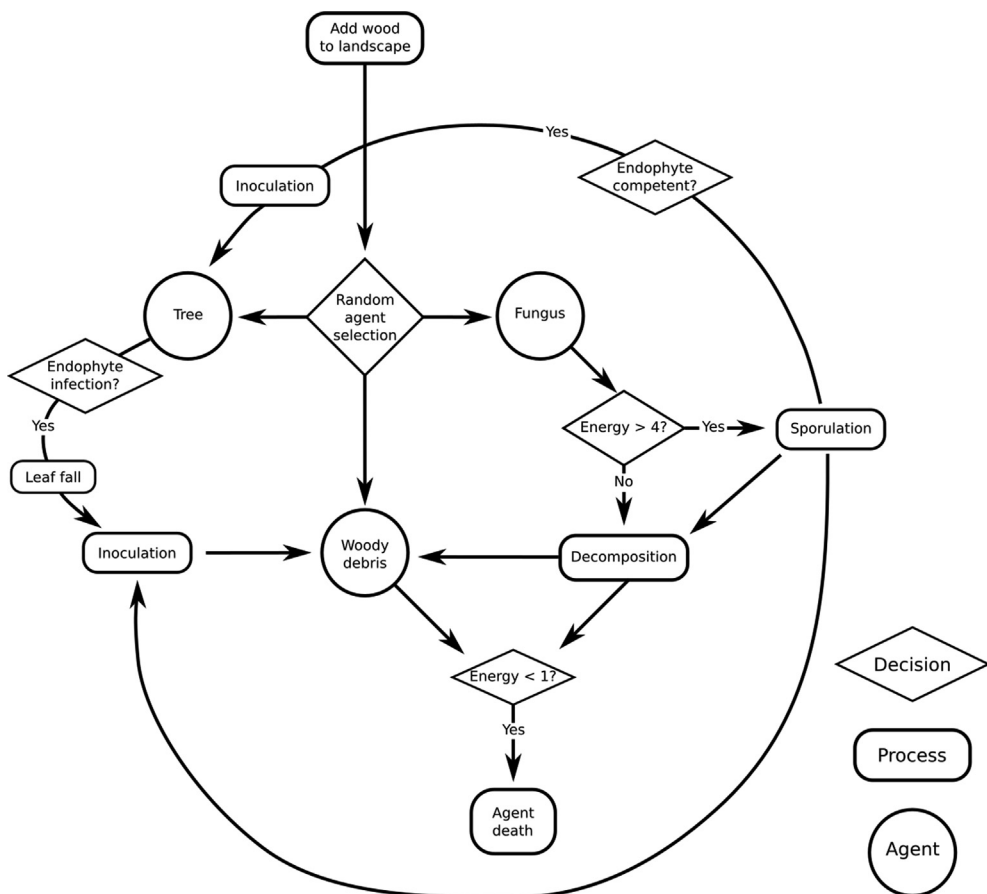 Add wood
to landscape
Yes
Endophyte
competent?
Inoculation
Random
agent
selection
Tree
Fungus
Endophyte
infection?
Energy > 4?
Yes
Sporulation
Yes
Leaf fall
No
Inoculation
Woody
debris
Decomposition
Energy < 1?
Yes
Agent
death
Decision
Process
Agent